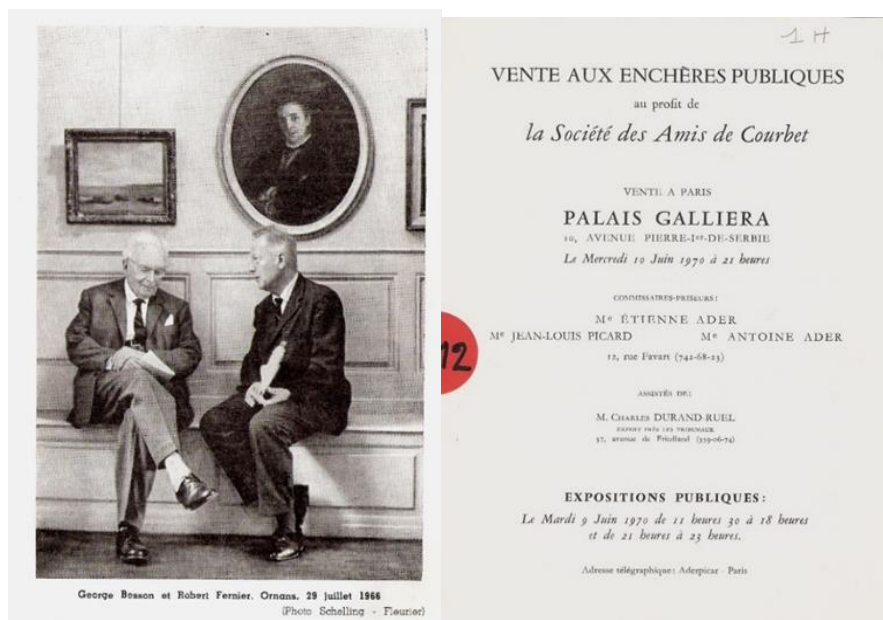 George Besson et Robert Fernier. Ornans, 29 juillet 1966
(Photo Schelling - Fleurier)
1 H
VENTE AUX ENCHÈRES PUBLIQUES
au profit de
la Société des Amis de Courbet
VENTE A PARIS
PALAIS GALLIERA
10, AVENUE PIERRE-Ier-DE-SERBIE
Le Mercredi 10 Juin 1970 à 21 heures
COMMISSAIRES-PRISEURS :
Me ÉTIENNE ADER
Me JEAN-LOUIS PICARD Me ANTOINE ADER
12, rue Favart (742-68-23)
12
ASSISTÉS DE :
M. CHARLES DURAND-RUEL
EXPERT PRÈS LES TRIBUNAUX
37, avenue de Friedland (359-06-74)
EXPOSITIONS PUBLIQUES :
Le Mardi 9 Juin 1970 de 11 heures 30 à 18 heures
et de 21 heures à 23 heures.
Adresse télégraphique : Aderpicar - Paris